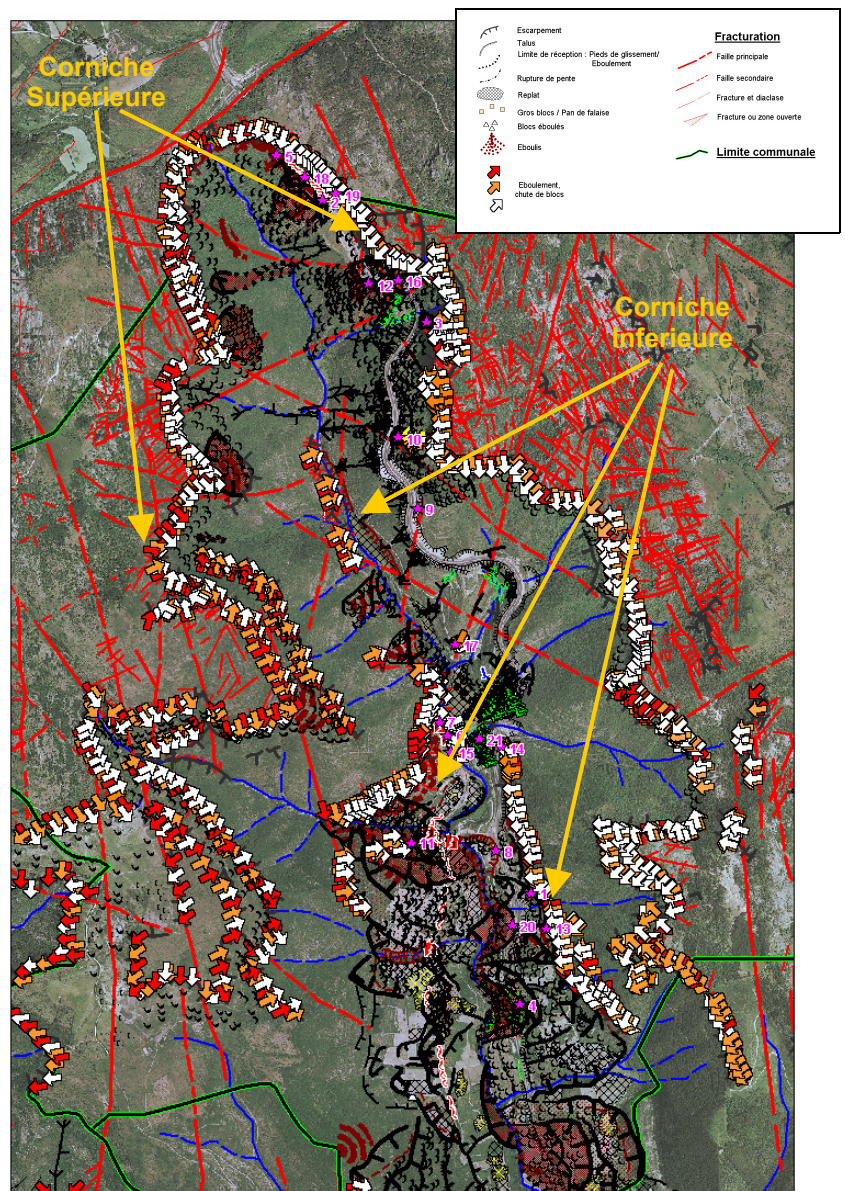 Escarpement
Talus
Limite de réception : Pieds de glissement/
Eboulement
Rupture de pente
Replat
Gros blocs / Pan de falaise
Blocs éboulés
Eboulis
Eboulement,
chute de blocs
Fracturation
Faille principale
Faille secondaire
Fracture et diaclase
Fracture ou zone ouverte
Limite communale
Corniche
Supérieure
Corniche
Inferieure
5
18
2
19
12
16
3
10
9
17
7
21
14
15
11
8
1
20
13
4